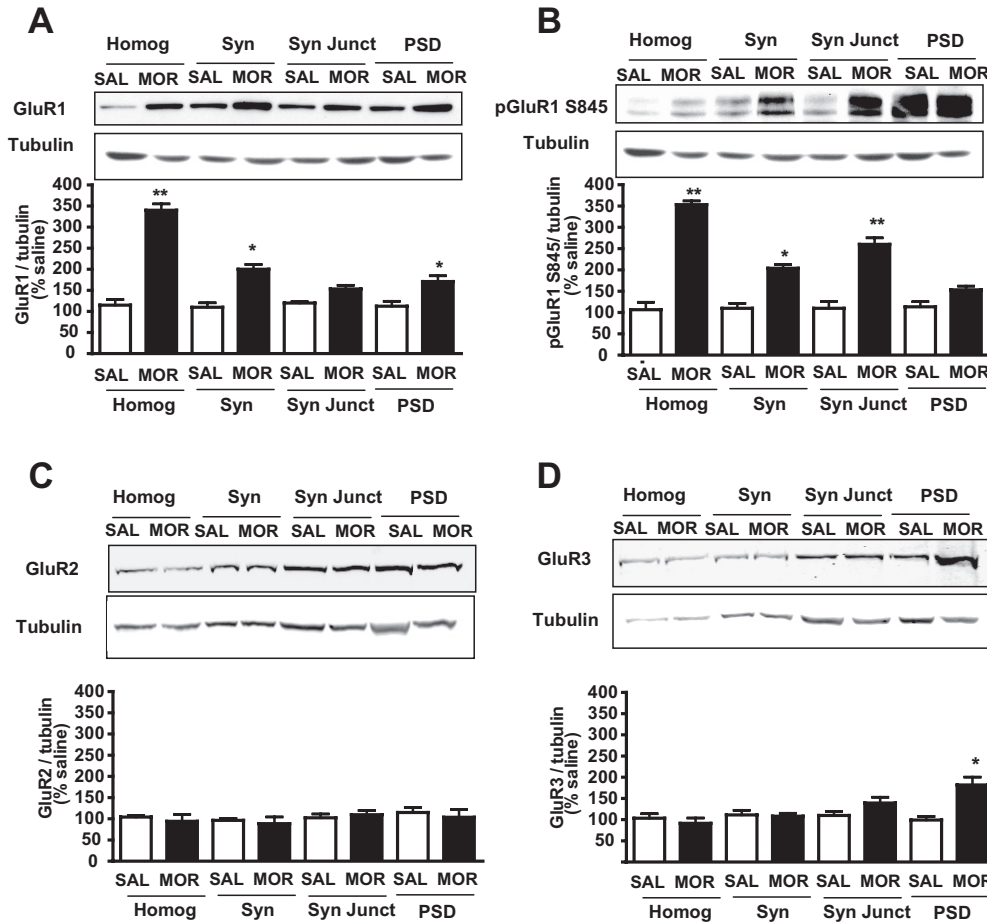 A
Homog Syn Syn Junct PSD
SAL MOR SAL MOR SAL MOR SAL MOR
GluR1
Tubulin
400
350
300
250
200
150
100
50
0
GluR1 / tubulin
(% saline)
** * *
SAL MOR SAL MOR SAL MOR SAL MOR
Homog Syn Syn Junct PSD
B
Homog Syn Syn Junct PSD
SAL MOR SAL MOR SAL MOR SAL MOR
pGluR1 S845
Tubulin
400
350
300
250
200
150
100
50
0
pGluR1 S845/ tubulin
(% saline)
** * **
SAL MOR SAL MOR SAL MOR SAL MOR
Homog Syn Syn Junct PSD
C
Homog Syn Syn Junct PSD
SAL MOR SAL MOR SAL MOR SAL MOR
GluR2
Tubulin
400
350
300
250
200
150
100
50
0
GluR2 / tubulin
(% saline)
SAL MOR SAL MOR SAL MOR SAL MOR
Homog Syn Syn Junct PSD
D
Homog Syn Syn Junct PSD
SAL MOR SAL MOR SAL MOR SAL MOR
GluR3
Tubulin
400
350
300
250
200
150
100
50
0
GluR3 / tubulin
(% saline)
*
SAL MOR SAL MOR SAL MOR SAL MOR
Homog Syn Syn Junct PSD